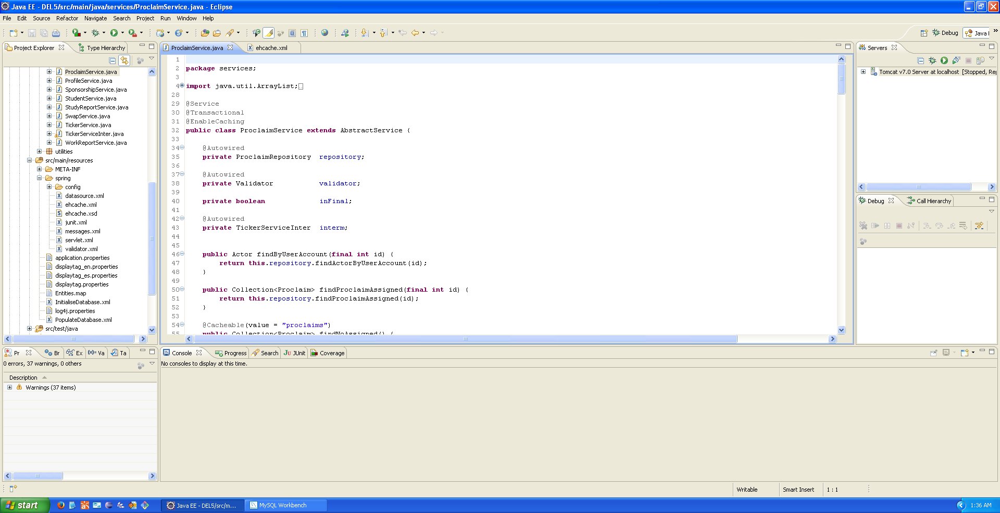 Java EE - DEL5/src/main/java/services/ProclaimService.java - Eclipse
File Edit Source Refactor Navigate Search Project Run Window Help
Debug Java
Project Explorer Type Hierarchy
ProclaimService.java
ProfileService.java
SponsorshipService.java
StudentService.java
StudyReportService.java
SwapService.java
TickerService.java
TickerServiceInter.java
WorkReportService.java
utilities
src/main/resources
META-INF
spring
config
datasource.xml
ehcache.xml
ehcache.xsd
junit.xml
messages.xml
servlet.xml
validator.xml
application.properties
displaytag_en.properties
displaytag_es.properties
displaytag.properties
Entities.map
InitialiseDatabase.xml
log4j.properties
PopulateDatabase.xml
src/test/java
ProclaimService.java ehcache.xml
1
2 package services;
3
4 import java.util.ArrayList;
28
29 @Service
30 @Transactional
31 @EnableCaching
32 public class ProclaimService extends AbstractService {
33
34 @Autowired
35 private ProclaimRepository repository;
36
37 @Autowired
38 private Validator validator;
39
40 private boolean inFinal;
41
42 @Autowired
43 private TickerServiceInter interm;
44
45
46 public Actor findByUserAccount(final int id) {
47 return this.repository.findActorByUserAccount(id);
48 }
49
50 public Collection<Proclaim> findProclaimAssigned(final int id) {
51 return this.repository.findProclaimAssigned(id);
52 }
53
54 @Cacheable(value = "proclaims")
55 public Collection<Proclaim> findNoAssigned() {
Servers
Tomcat v7.0 Server at localhost [Stopped, Re
Debug Call Hierarchy
Pr Br Ex (x)= Va Ta
0 errors, 37 warnings, 0 others
Description
Warnings (37 items)
Console Progress Search JUnit Coverage
No consoles to display at this time.
Writable Smart Insert 1 : 1
start Java EE - DEL5/src/m... MySQL Workbench 1:36 AM